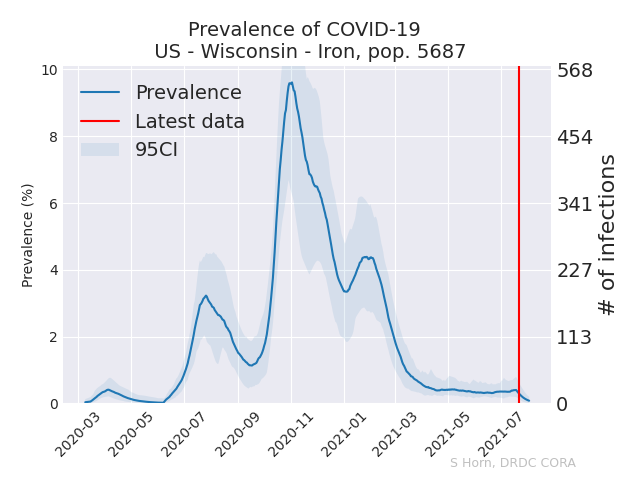 Prevalence of COVID-19
US - Wisconsin - Iron, pop. 5687
Prevalence
Latest data
95CI
Prevalence (%)
10
8
6
4
2
0
568
454
341
227
113
0
# of infections
2020-03
2020-05
2020-07
2020-09
2020-11
2021-01
2021-03
2021-05
2021-07
S Horn, DRDC CORA